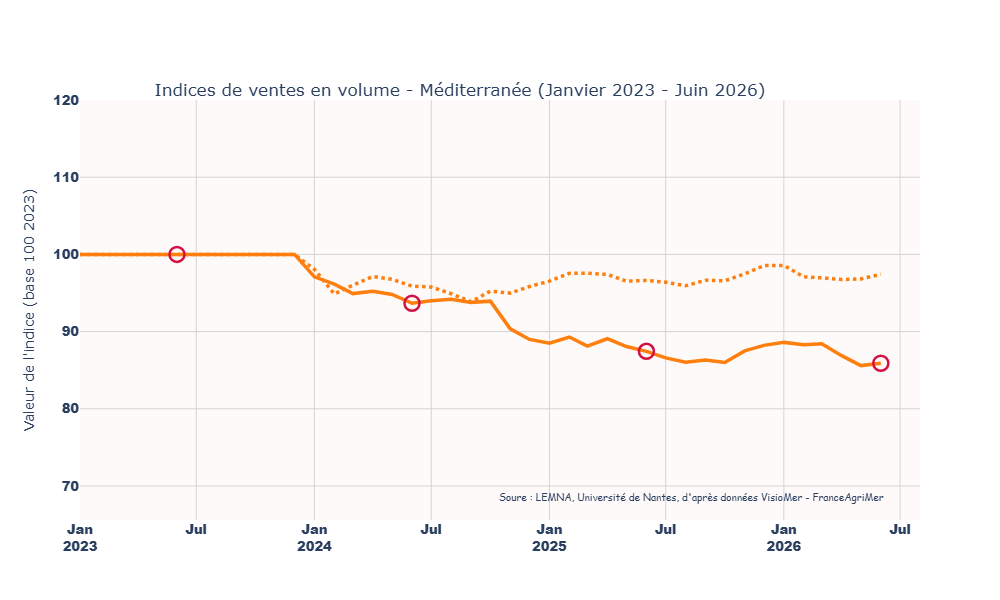 Indices de ventes en volume - Méditerranée (Janvier 2023 - Juin 2026)
Valeur de l'indice (base 100 2023)
120
110
100
90
80
70
Soure : LEMNA, Université de Nantes, d'après données VisioMer - FranceAgriMer
Jan
2023
Jul
Jan
2024
Jul
Jan
2025
Jul
Jan
2026
Jul